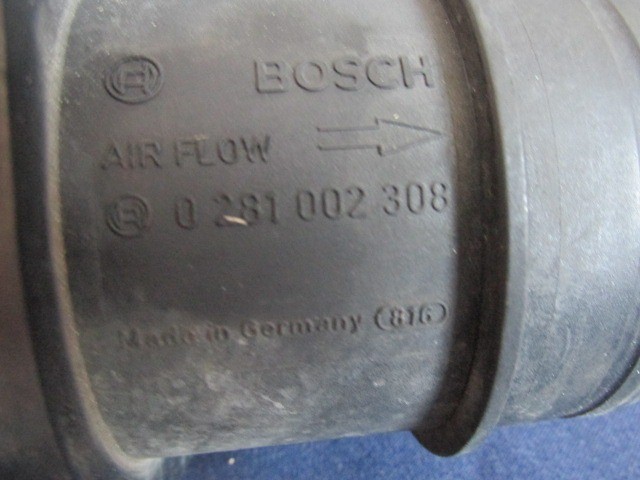 BOSCH
AIR FLOW
0 281 002 308
Made in Germany (816)